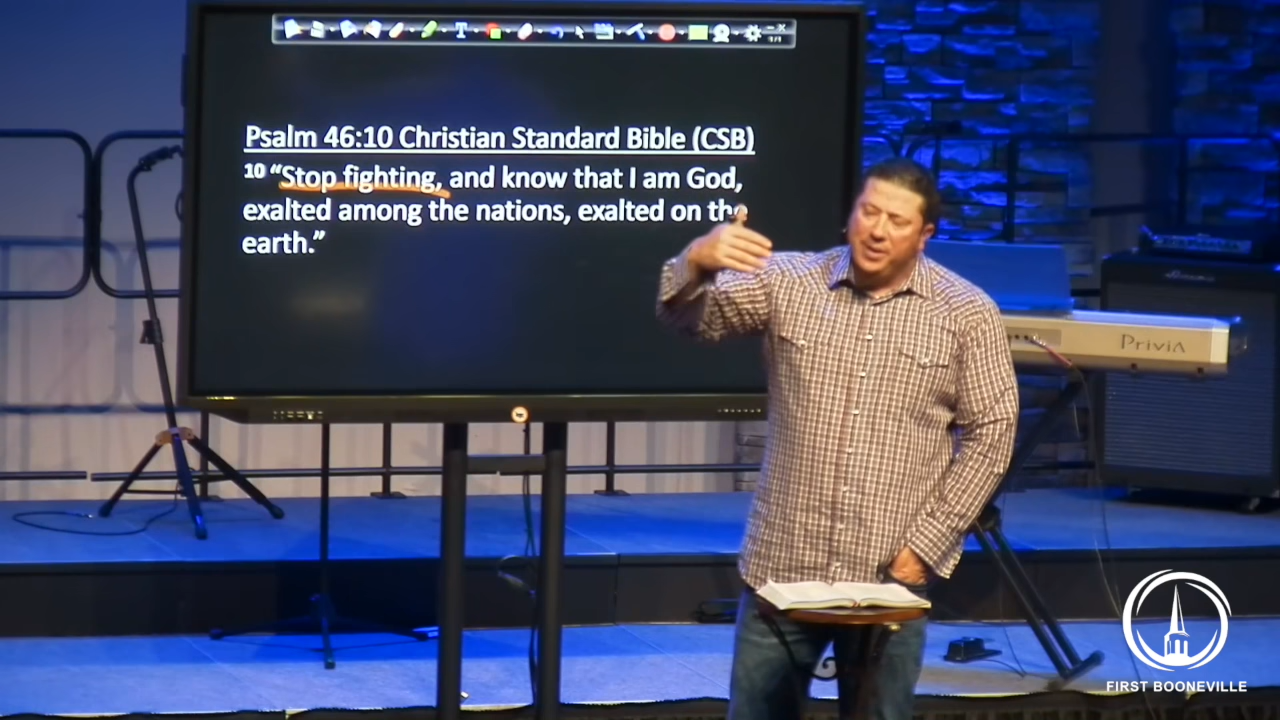 Psalm 46:10 Christian Standard Bible (CSB)
10 “Stop fighting, and know that I am God,
exalted among the nations, exalted on the
earth.”
Privia
FIRST BOONEVILLE